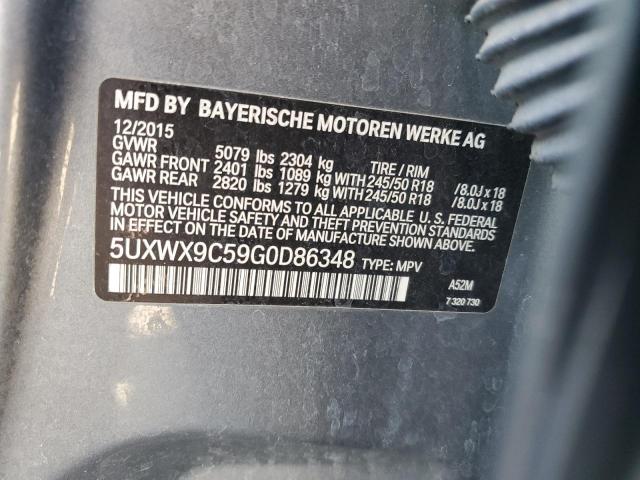 MFD BY BAYERISCHE MOTOREN WERKE AG
12/2015
GVWR 5079 lbs 2304 kg TIRE / RIM
GAWR FRONT 2401 lbs 1089 kg WITH 245/50 R18 /8.0J x 18
GAWR REAR 2820 lbs 1279 kg WITH 245/50 R18 /8.0J x 18
THIS VEHICLE CONFORMS TO ALL APPLICABLE U. S. FEDERAL
MOTOR VEHICLE SAFETY AND THEFT PREVENTION STANDARDS
IN EFFECT ON THE DATE OF MANUFACTURE SHOWN ABOVE.
5UXWX9C59G0D86348 TYPE: MPV
A52M
7 320 730